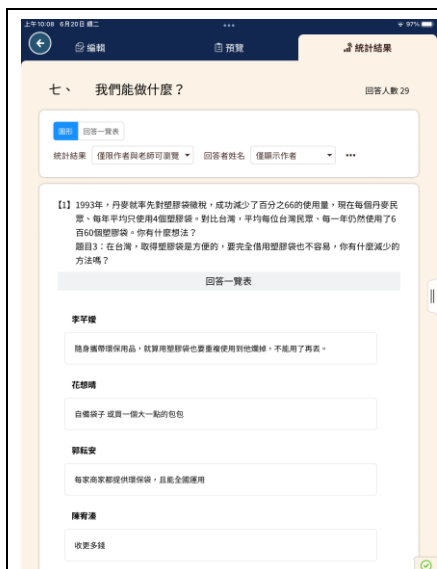 上午10:08 6月20日 週二
97%
編輯
預覽
統計結果
七、 我們能做什麼？
回答人數 29
圖形 回答一覽表
統計結果 僅限作者與老師可瀏覽 回答者姓名 僅顯示作者
【1】1993年，丹麥就率先對塑膠袋徵稅，成功減少了百分之66的使用量，現在每個丹麥民
眾、每年平均只使用4個塑膠袋。對比台灣，平均每位台灣民眾、每一年仍然使用了6
百60個塑膠袋。你有什麼想法？
題目3：在台灣，取得塑膠袋是方便的，要完全借用塑膠袋也不容易，你有什麼減少的
方法嗎？
回答一覽表
李芊嬡
隨身攜帶環保用品，就算用塑膠袋也要重複使用到他爛掉，不能用了再丟。
花想晴
自備袋子 或買一個大一點的包包
郭耘安
每家商家都提供環保袋，且能全國運用
陳宥溱
收更多錢